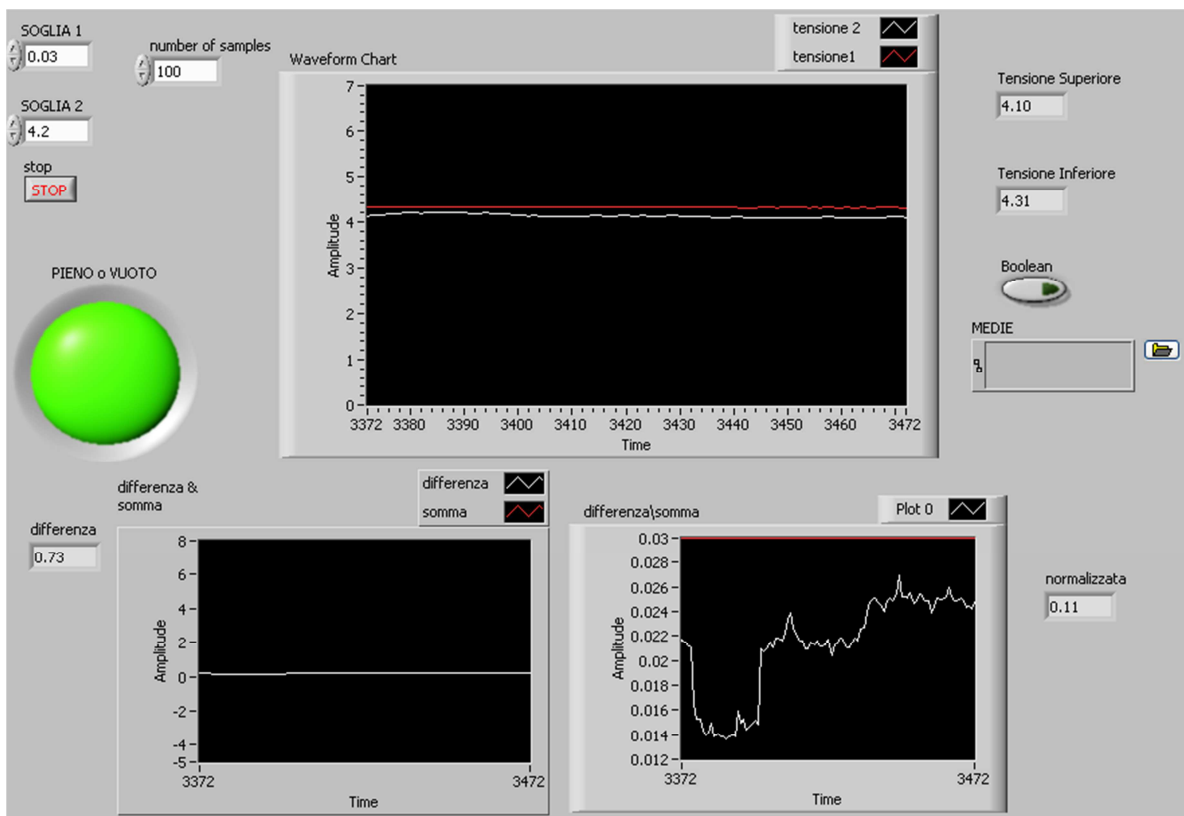 SOGLIA 1
0.03
number of samples
100
SOGLIA 2
4.2
stop
STOP
PIENO o VUOTO
Waveform Chart
tensione 2
tensione1
7
6
5
4
3
2
1
0
Amplitude
3372 3380 3390 3400 3410 3420 3430 3440 3450 3460 3472
Time
Tensione Superiore
4.10
Tensione Inferiore
4.31
Boolean
MEDIE
differenza
0.73
differenza &
somma
differenza
somma
8
6
4
2
0
-2
-4
-5
Amplitude
3372 3472
Time
differenza\somma
Plot 0
0.03
0.028
0.026
0.024
0.022
0.02
0.018
0.016
0.014
0.012
Amplitude
3372 3472
Time
normalizzata
0.11